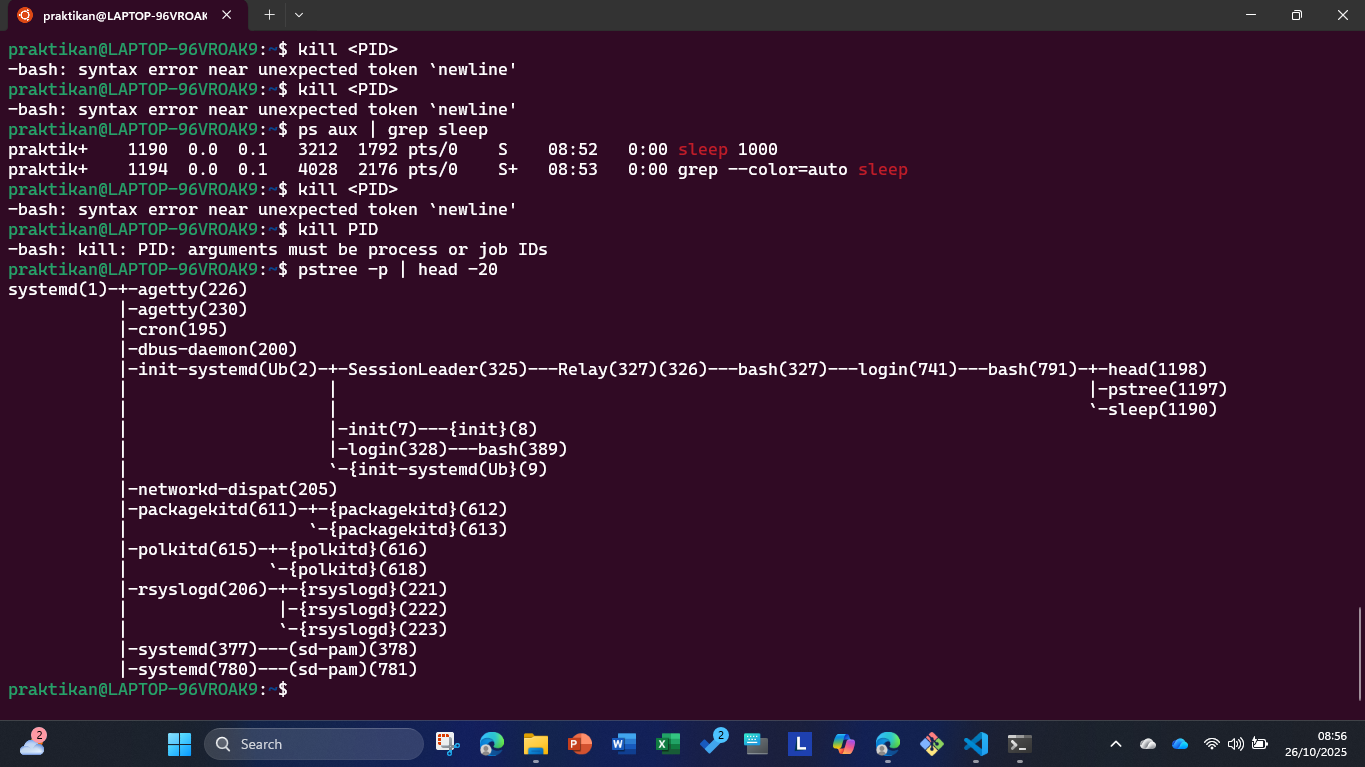 praktikan@LAPTOP-96VROAK
praktikan@LAPTOP-96VROAK9:~$ kill <PID>
-bash: syntax error near unexpected token `newline'
praktikan@LAPTOP-96VROAK9:~$ kill <PID>
-bash: syntax error near unexpected token `newline'
praktikan@LAPTOP-96VROAK9:~$ ps aux | grep sleep
praktik+    1190  0.0  0.1   3212  1792 pts/0    S    08:52   0:00 sleep 1000
praktik+    1194  0.0  0.1   4028  2176 pts/0    S+   08:53   0:00 grep --color=auto sleep
praktikan@LAPTOP-96VROAK9:~$ kill <PID>
-bash: syntax error near unexpected token `newline'
praktikan@LAPTOP-96VROAK9:~$ kill PID
-bash: kill: PID: arguments must be process or job IDs
praktikan@LAPTOP-96VROAK9:~$ pstree -p | head -20
systemd(1)-+-agetty(226)
           |-agetty(230)
           |-cron(195)
           |-dbus-daemon(200)
           |-init-systemd(Ub(2)-+-SessionLeader(325)---Relay(327)(326)---bash(327)---login(741)---bash(791)-+-head(1198)
           |                    |                                                                           |-pstree(1197)
           |                    |                                                                           `-sleep(1190)
           |                    |-init(7)---{init}(8)
           |                    |-login(328)---bash(389)
           |                    `-{init-systemd(Ub}(9)
           |-networkd-dispat(205)
           |-packagekitd(611)-+-{packagekitd}(612)
           |                  `-{packagekitd}(613)
           |-polkitd(615)-+-{polkitd}(616)
           |              `-{polkitd}(618)
           |-rsyslogd(206)-+-{rsyslogd}(221)
           |               |-{rsyslogd}(222)
           |               `-{rsyslogd}(223)
           |-systemd(377)---(sd-pam)(378)
           |-systemd(780)---(sd-pam)(781)
praktikan@LAPTOP-96VROAK9:~$
2
Search
P
W
X
2
L
08:56
26/10/2025